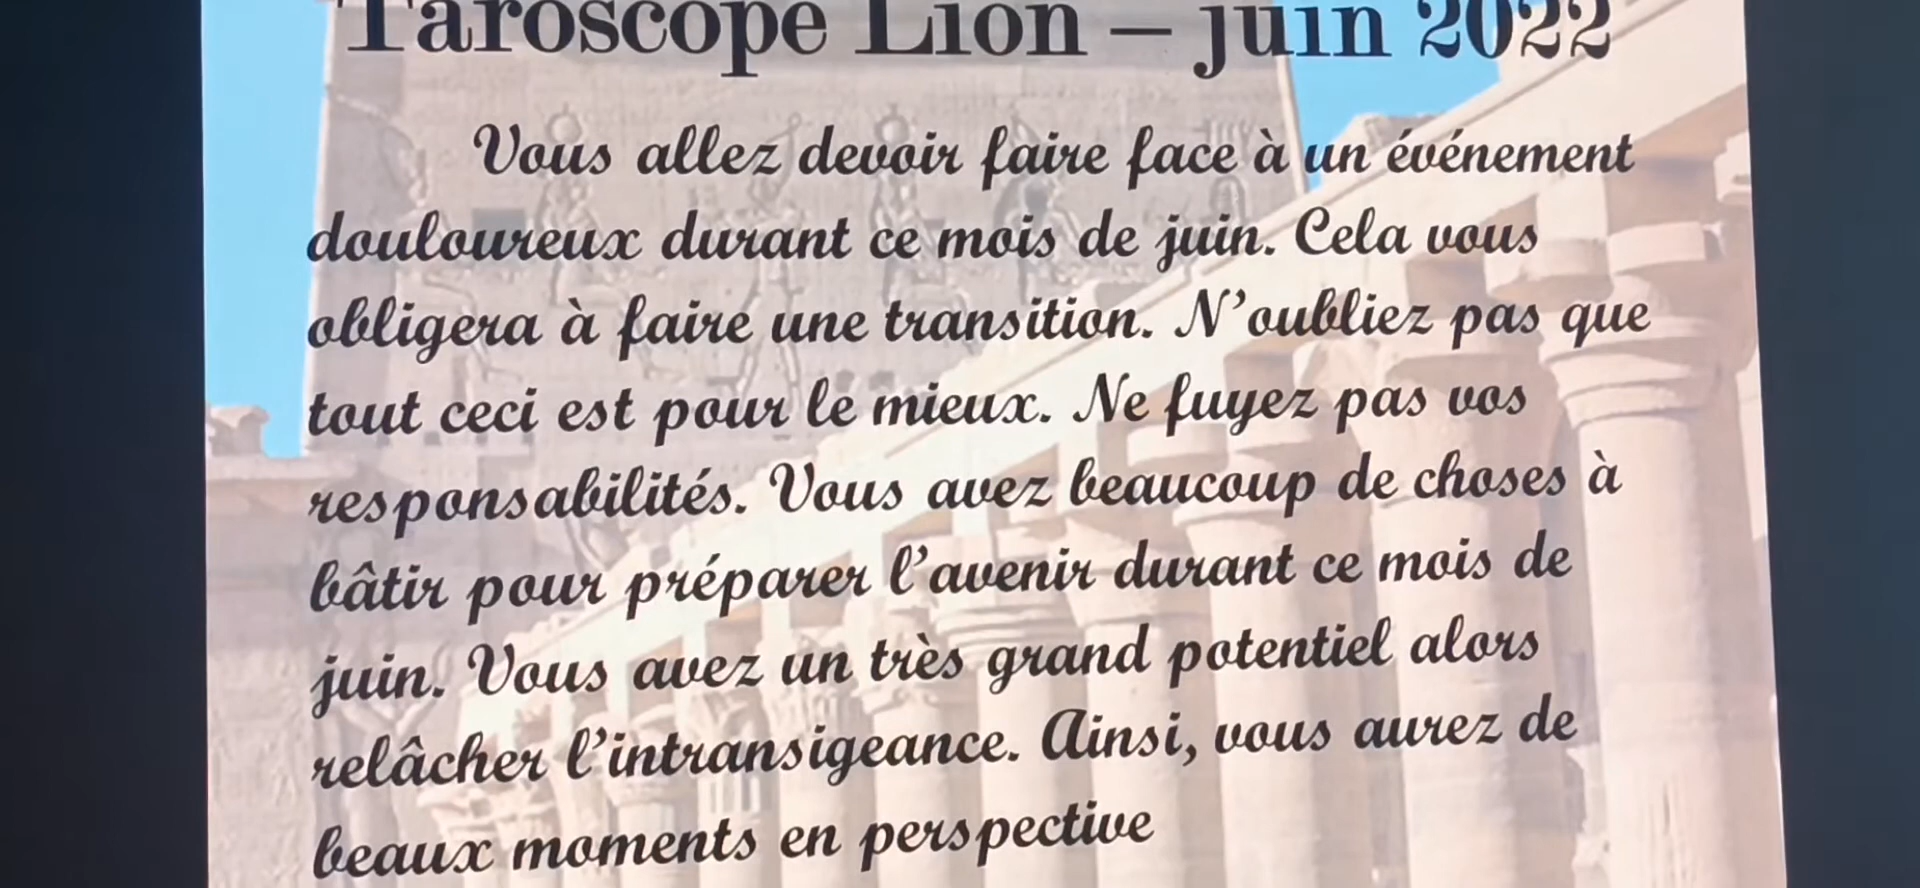 Taroscope Lion – juin 2022
Vous allez devoir faire face à un événement
douloureux durant ce mois de juin. Cela vous
obligera à faire une transition. N'oubliez pas que
tout ceci est pour le mieux. Ne fuyez pas vos
responsabilités. Vous avez beaucoup de choses à
bâtir pour préparer l'avenir durant ce mois de
juin. Vous avez un très grand potentiel alors
relâcher l'intransigeance. Ainsi, vous aurez de
beaux moments en perspective